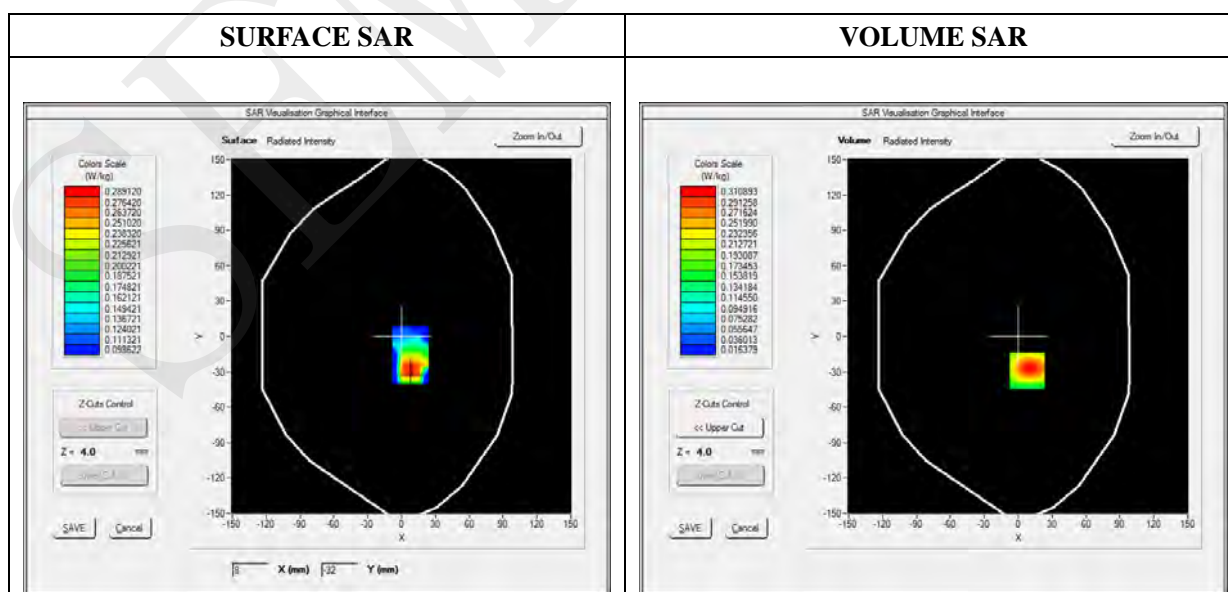 SEM
SURFACE SAR
VOLUME SAR
SAR Visualisation Graphical Interface
Surface Radiated Intensity
Zoom In/Out
Colors Scale
(W/kg)
0.289120
0.276420
0.263720
0.251020
0.238320
0.225621
0.212921
0.200221
0.187521
0.174821
0.162121
0.149421
0.136721
0.124021
0.111321
0.098622
Z-Cuts Control
<< Upper Cut
Z = 4.0 mm
SAVE
Cancel
150
120
90
60
30
0
-30
-60
-90
-120
-150
Y
-150 -120 -90 -60 -30 0 30 60 90 120 150
X
8 X (mm) -32 Y (mm)
SAR Visualisation Graphical Interface
Volume Radiated Intensity
Zoom In/Out
Colors Scale
(W/kg)
0.310893
0.291258
0.271624
0.251990
0.232356
0.212721
0.193087
0.173453
0.153819
0.134184
0.114550
0.094916
0.075282
0.055647
0.036013
0.016379
Z-Cuts Control
<< Upper Cut
Z = 4.0 mm
SAVE
Cancel
150
120
90
60
30
0
-30
-60
-90
-120
-150
Y
-150 -120 -90 -60 -30 0 30 60 90 120 150
X